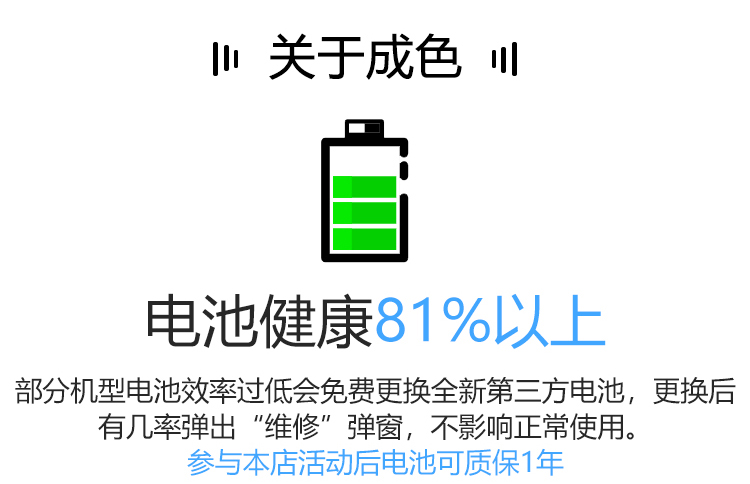 关于成色
电池健康81%以上
部分机型电池效率过低会免费更换全新第三方电池，更换后
有几率弹出“维修”弹窗，不影响正常使用。
参与本店活动后电池可质保1年